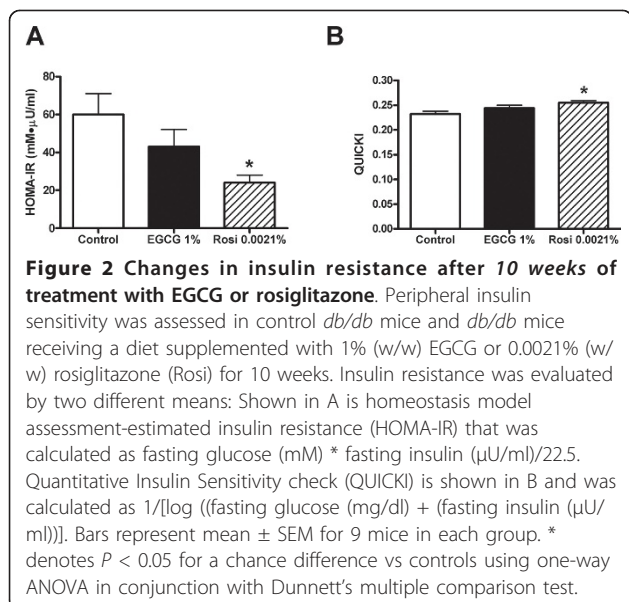 A
B
HOMA-IR (mM•μU/ml)
80
60
40
20
0
*
Control
EGCG 1%
Rosi 0.0021%
QUICKI
0.30
0.25
0.20
0.15
0.10
0.05
0.00
*
Control
EGCG 1%
Rosi 0.0021%
Figure 2 Changes in insulin resistance after 10 weeks of
treatment with EGCG or rosiglitazone. Peripheral insulin
sensitivity was assessed in control db/db mice and db/db mice
receiving a diet supplemented with 1% (w/w) EGCG or 0.0021% (w/
w) rosiglitazone (Rosi) for 10 weeks. Insulin resistance was evaluated
by two different means: Shown in A is homeostasis model
assessment-estimated insulin resistance (HOMA-IR) that was
calculated as fasting glucose (mM) * fasting insulin (μU/ml)/22.5.
Quantitative Insulin Sensitivity check (QUICKI) is shown in B and was
calculated as 1/[log ((fasting glucose (mg/dl) + (fasting insulin (μU/
ml))]. Bars represent mean ± SEM for 9 mice in each group. *
denotes P < 0.05 for a chance difference vs controls using one-way
ANOVA in conjunction with Dunnett's multiple comparison test.